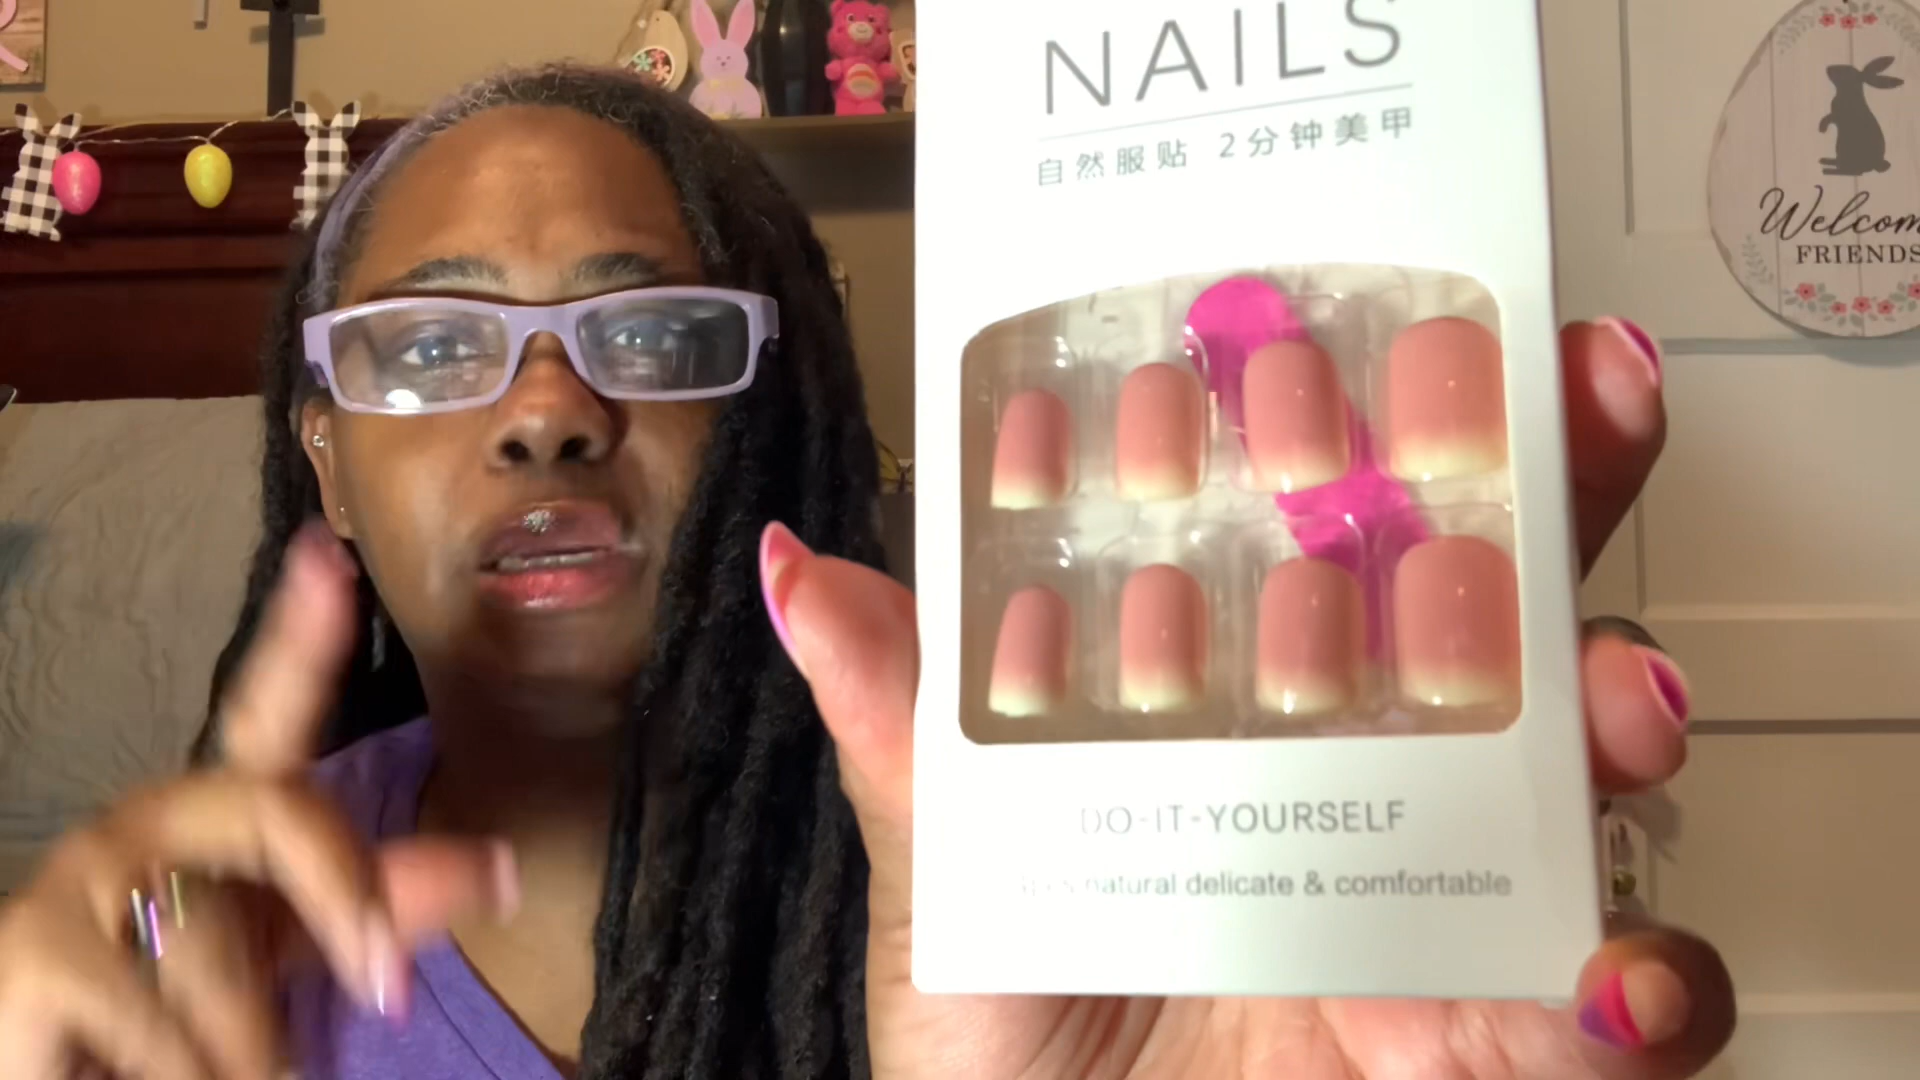 NAILS
自然服贴 2分钟美甲
DO-IT-YOURSELF
natural delicate & comfortable
Welcom
FRIENDS